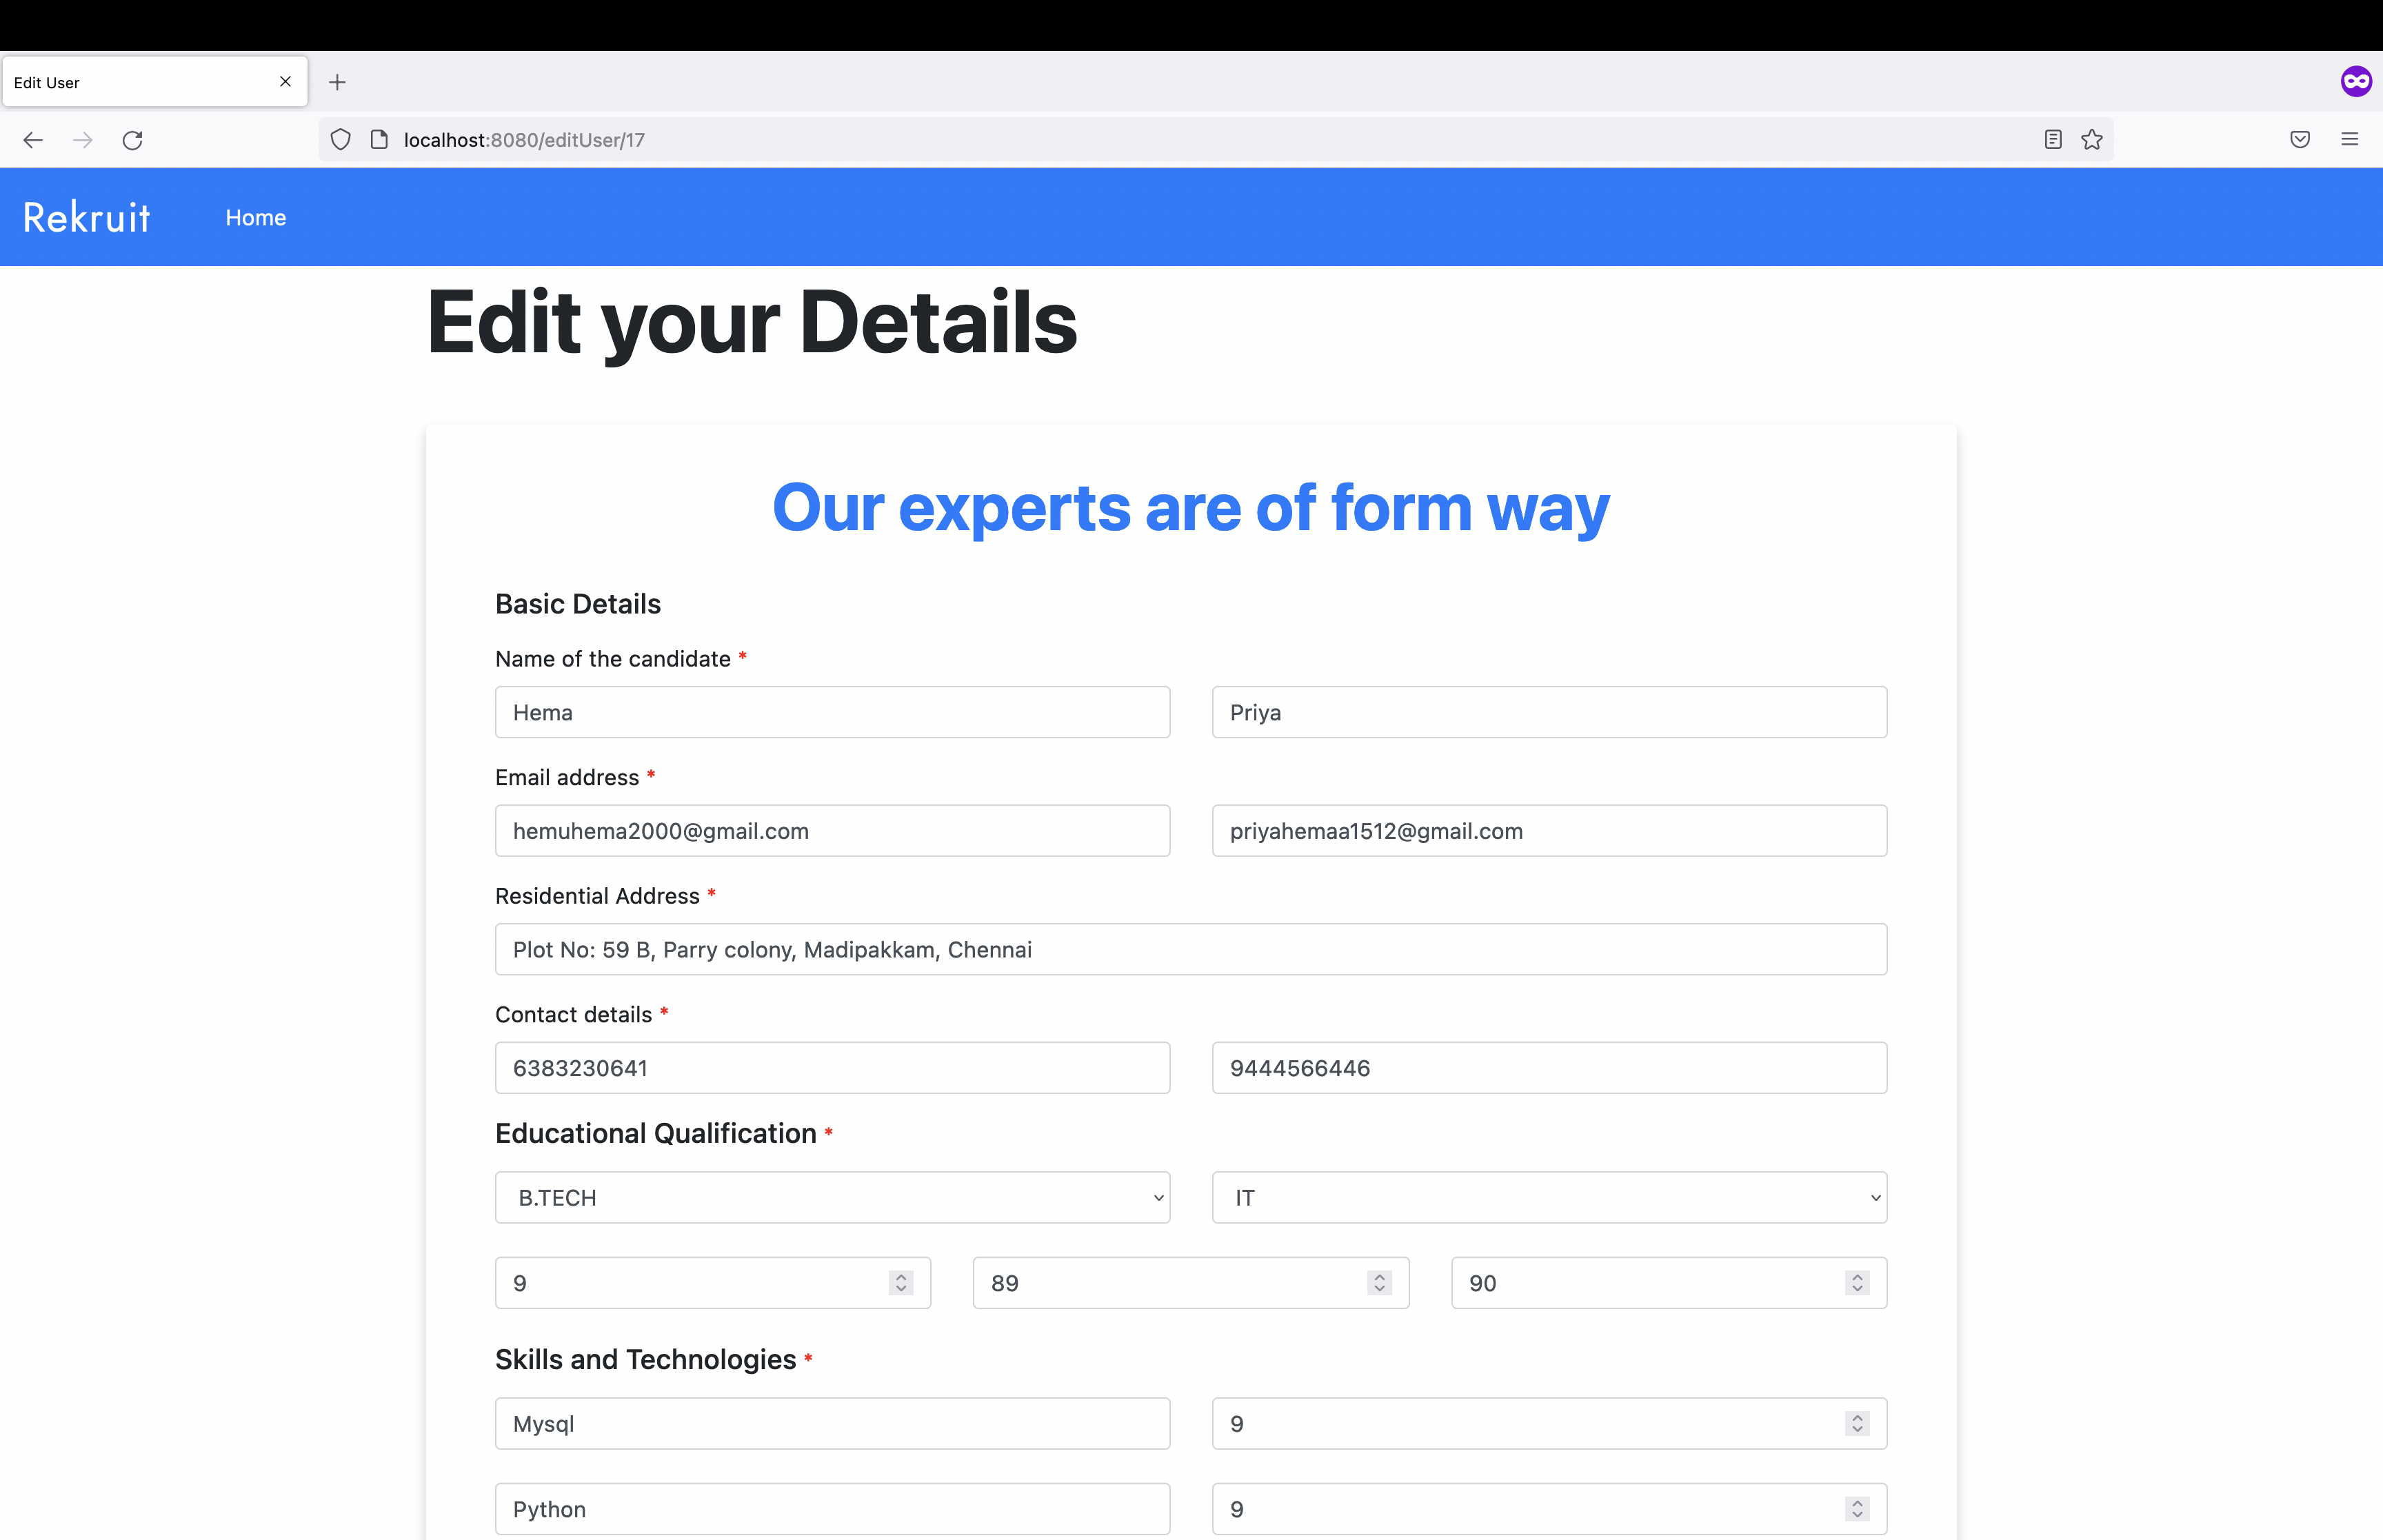 Edit User
localhost:8080/editUser/17
Rekruit Home
Edit your Details
Our experts are of form way
Basic Details
Name of the candidate *
Hema Priya
Email address *
hemuhema2000@gmail.com priyahemaa1512@gmail.com
Residential Address *
Plot No: 59 B, Parry colony, Madipakkam, Chennai
Contact details *
6383230641 9444566446
Educational Qualification *
B.TECH IT
9 89 90
Skills and Technologies *
Mysql 9
Python 9